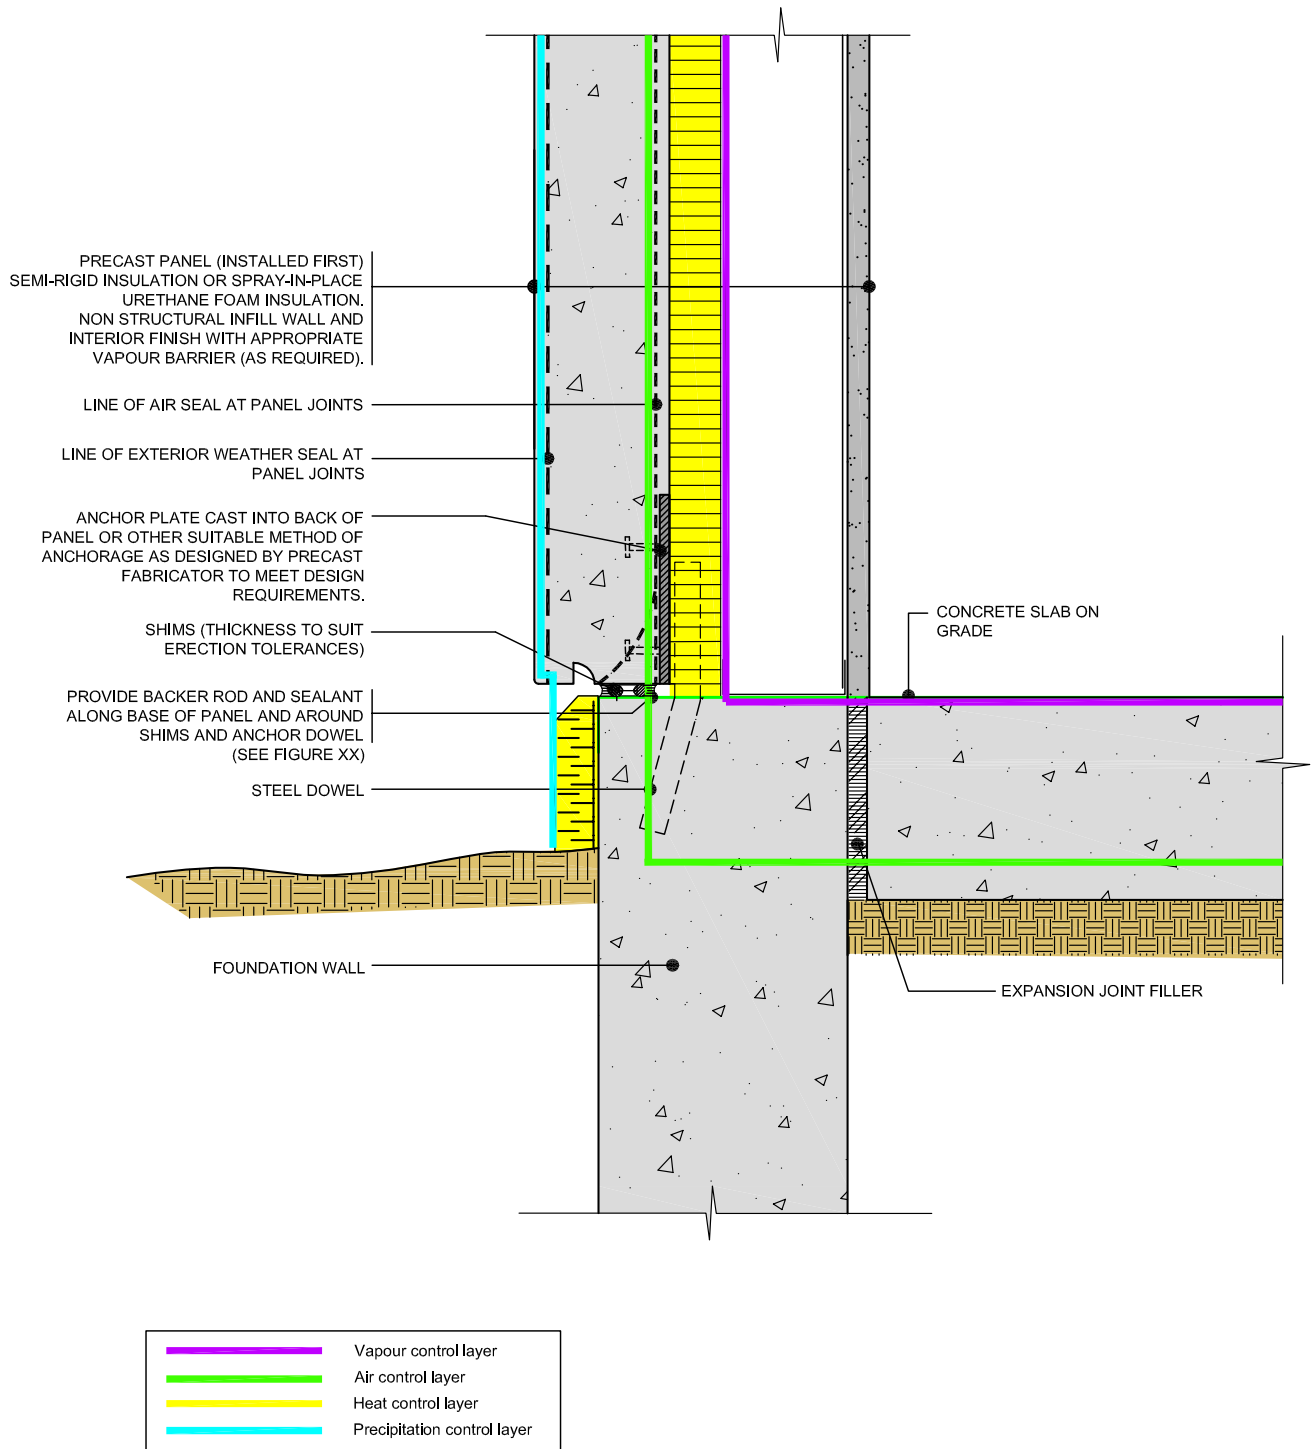 PRECAST PANEL (INSTALLED FIRST)
SEMI-RIGID INSULATION OR SPRAY-IN-PLACE
URETHANE FOAM INSULATION.
NON STRUCTURAL INFILL WALL AND
INTERIOR FINISH WITH APPROPRIATE
VAPOUR BARRIER (AS REQUIRED).
LINE OF AIR SEAL AT PANEL JOINTS
LINE OF EXTERIOR WEATHER SEAL AT
PANEL JOINTS
ANCHOR PLATE CAST INTO BACK OF
PANEL OR OTHER SUITABLE METHOD OF
ANCHORAGE AS DESIGNED BY PRECAST
FABRICATOR TO MEET DESIGN
REQUIREMENTS.
SHIMS (THICKNESS TO SUIT
ERECTION TOLERANCES)
PROVIDE BACKER ROD AND SEALANT
ALONG BASE OF PANEL AND AROUND
SHIMS AND ANCHOR DOWEL
(SEE FIGURE XX)
STEEL DOWEL
FOUNDATION WALL
CONCRETE SLAB ON
GRADE
EXPANSION JOINT FILLER
Vapour control layer
Air control layer
Heat control layer
Precipitation control layer